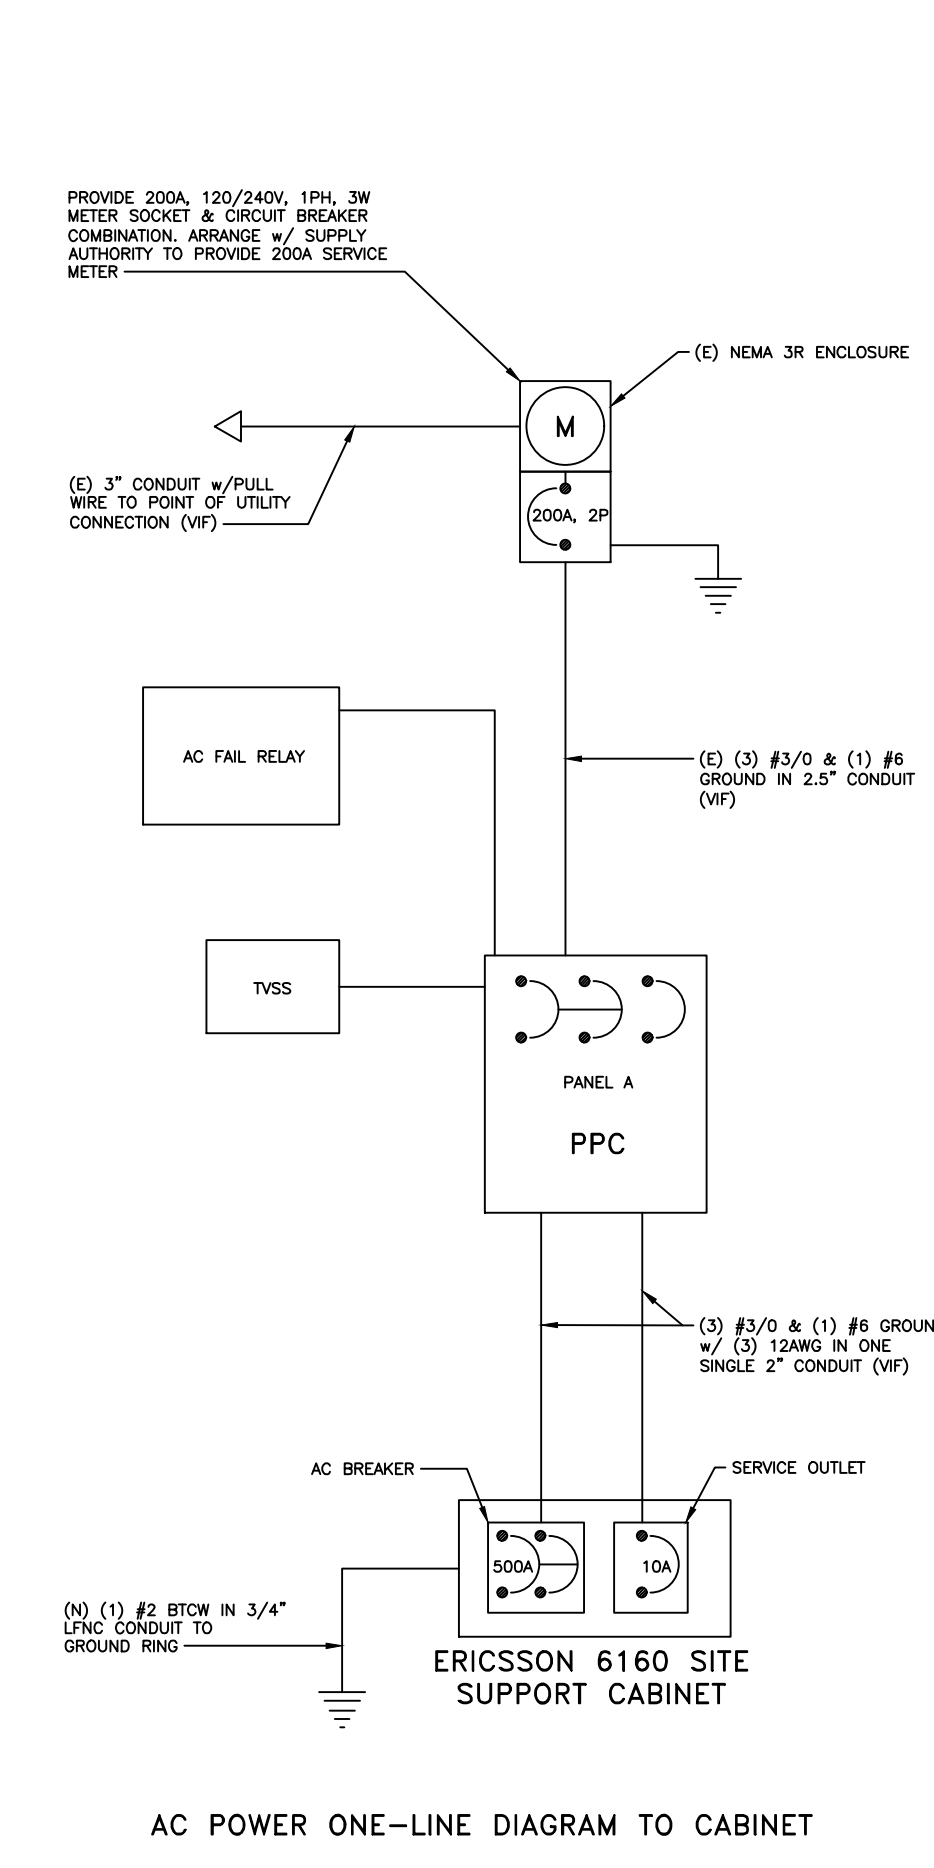 PROVIDE 200A, 120/240V, 1PH, 3W
METER SOCKET & CIRCUIT BREAKER
COMBINATION. ARRANGE w/ SUPPLY
AUTHORITY TO PROVIDE 200A SERVICE
METER
(E) NEMA 3R ENCLOSURE
M
(E) 3" CONDUIT w/PULL
WIRE TO POINT OF UTILITY
CONNECTION (VIF)
200A, 2P
AC FAIL RELAY
(E) (3) #3/0 & (1) #6
GROUND IN 2.5" CONDUIT
(VIF)
TVSS
PANEL A
PPC
(3) #3/0 & (1) #6 GROUN
w/ (3) 12AWG IN ONE
SINGLE 2" CONDUIT (VIF)
AC BREAKER
SERVICE OUTLET
500A
10A
(N) (1) #2 BTCW IN 3/4"
LFNC CONDUIT TO
GROUND RING
ERICSSON 6160 SITE
SUPPORT CABINET
AC POWER ONE-LINE DIAGRAM TO CABINET